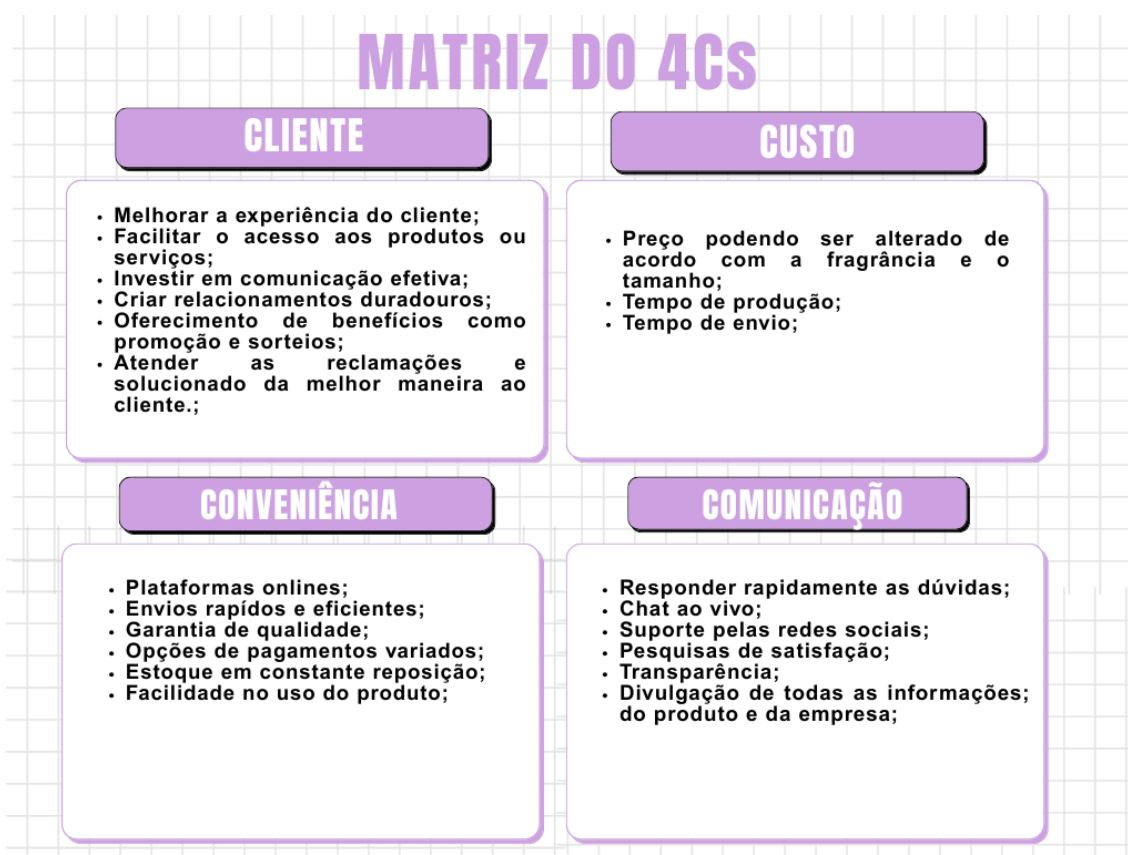 MATRIZ DO 4Cs
CLIENTE
• Melhorar a experiência do cliente;
• Facilitar o acesso aos produtos ou
serviços;
• Investir em comunicação efetiva;
• Criar relacionamentos duradouros;
• Oferecimento de benefícios como
promoção e sorteios;
• Atender as reclamações e
solucionado da melhor maneira ao
cliente.;
CUSTO
• Preço podendo ser alterado de
acordo com a fragrância e o
tamanho;
• Tempo de produção;
• Tempo de envio;
CONVENIÊNCIA
• Plataformas onlines;
• Envios rapídos e eficientes;
• Garantia de qualidade;
• Opções de pagamentos variados;
• Estoque em constante reposição;
• Facilidade no uso do produto;
COMUNICAÇÃO
• Responder rapidamente as dúvidas;
• Chat ao vivo;
• Suporte pelas redes sociais;
• Pesquisas de satisfação;
• Transparência;
• Divulgação de todas as informações;
do produto e da empresa;